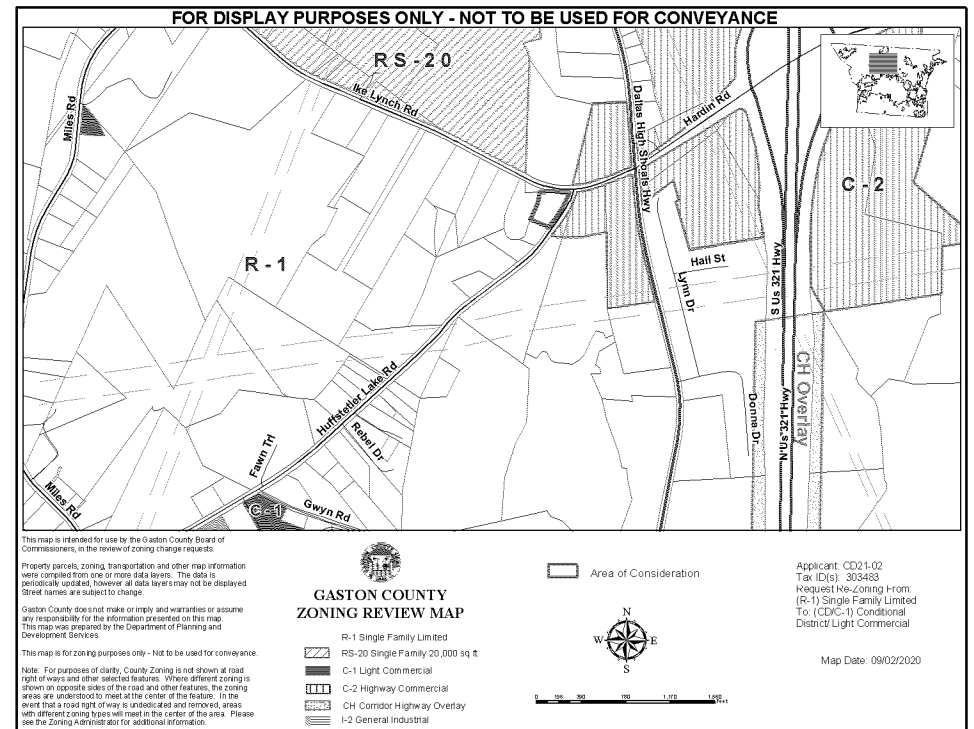 FOR DISPLAY PURPOSES ONLY - NOT TO BE USED FOR CONVEYANCE
RS-20
Miles Rd
Ike Lynch Rd
Dallas High Shoals Hwy
Hardin Rd
C-2
R-1
Hall St
Lynn Dr
S Us 321 Hwy
CH Overlay
Huffstetler Lake Rd
Donna Dr
N Us 321 Hwy
Rebel Dr
Fawn Trl
Miles Rd
C-1
Gwyn Rd
This map is intended for use by the Gaston County Board of
Commissioners, in the review of zoning change requests.
Property parcels, zoning, transportation and other map information
were compiled from one or more data layers. The data is
periodically updated, however all data layers may not be displayed.
Street names are subject to change.
Gaston County does not make or imply and warranties or assume
any responsibility for the information presented on this map.
This map was prepared by the Department of Planning and
Development Services.
This map is for zoning purposes only - Not to be used for conveyance.
Note: For purposes of clarity, County Zoning is not shown at road
right of ways and other selected features. Where different zoning is
shown on opposite sides of the road and other features, the zoning
areas are understood to meet at the center of the feature. In the
event that a road right of way is undedicated and removed, areas
with different zoning types will meet in the center of the area. Please
see the Zoning Administrator for additional information.
GASTON COUNTY
ZONING REVIEW MAP
R-1 Single Family Limited
RS-20 Single Family 20,000 sq ft
C-1 Light Commercial
C-2 Highway Commercial
CH Corridor Highway Overlay
I-2 General Industrial
Area of Consideration
N
W E
S
0 195 390 780 1,170 1,560
Feet
Applicant: CD21-02
Tax ID(s): 303483
Request Re-Zoning From:
(R-1) Single Family Limited
To: (CD/C-1) Conditional
District/ Light Commercial
Map Date: 09/02/2020